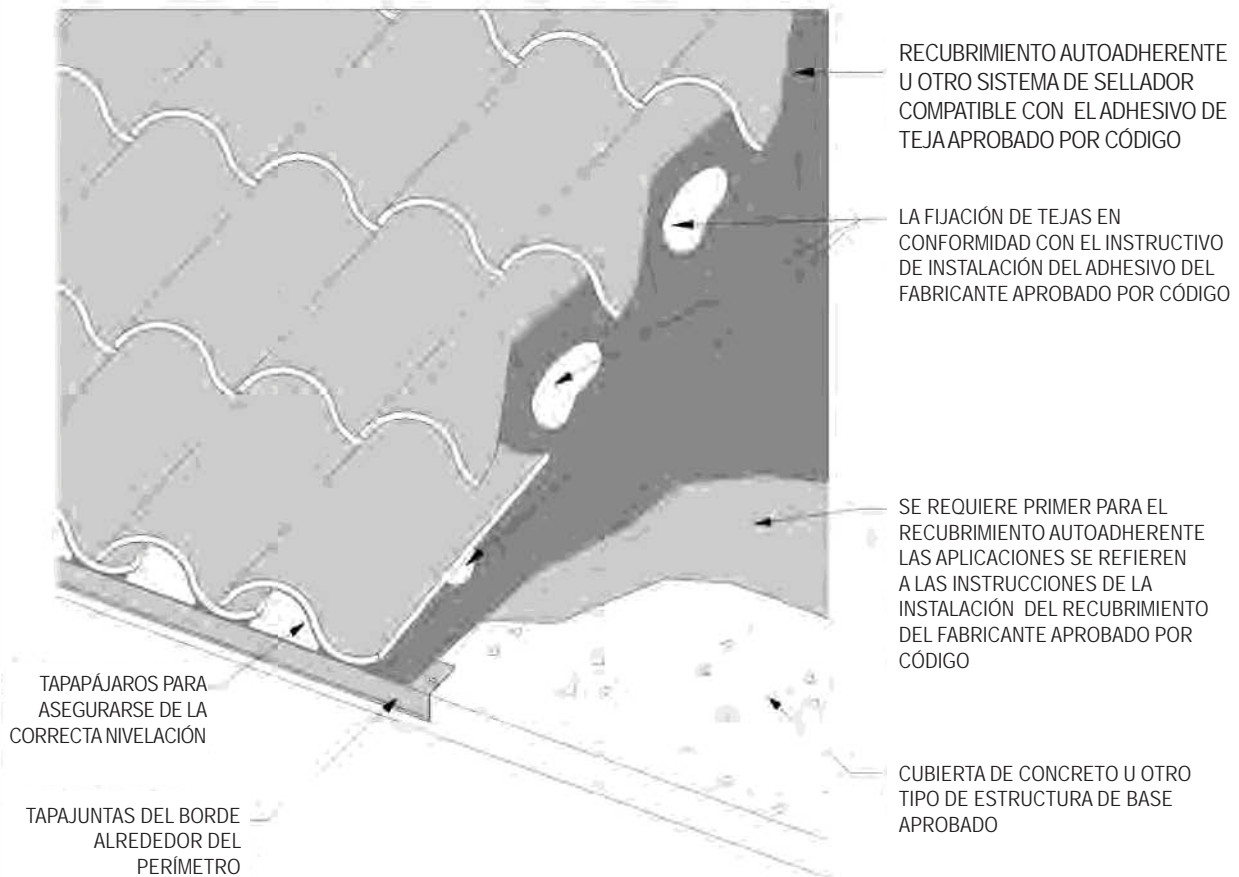 RECUBRIMIENTO AUTOADHERENTE
U OTRO SISTEMA DE SELLADOR
COMPATIBLE CON EL ADHESIVO DE
TEJA APROBADO POR CÓDIGO
LA FIJACIÓN DE TEJAS EN
CONFORMIDAD CON EL INSTRUCTIVO
DE INSTALACIÓN DEL ADHESIVO DEL
FABRICANTE APROBADO POR CÓDIGO
SE REQUIERE PRIMER PARA EL
RECUBRIMIENTO AUTOADHERENTE
LAS APLICACIONES SE REFIEREN
A LAS INSTRUCCIONES DE LA
INSTALACIÓN DEL RECUBRIMIENTO
DEL FABRICANTE APROBADO POR
CÓDIGO
TAPAPÁJAROS PARA
ASEGURARSE DE LA
CORRECTA NIVELACIÓN
CUBIERTA DE CONCRETO U OTRO
TIPO DE ESTRUCTURA DE BASE
APROBADO
TAPAJUNTAS DEL BORDE
ALREDEDOR DEL
PERÍMETRO